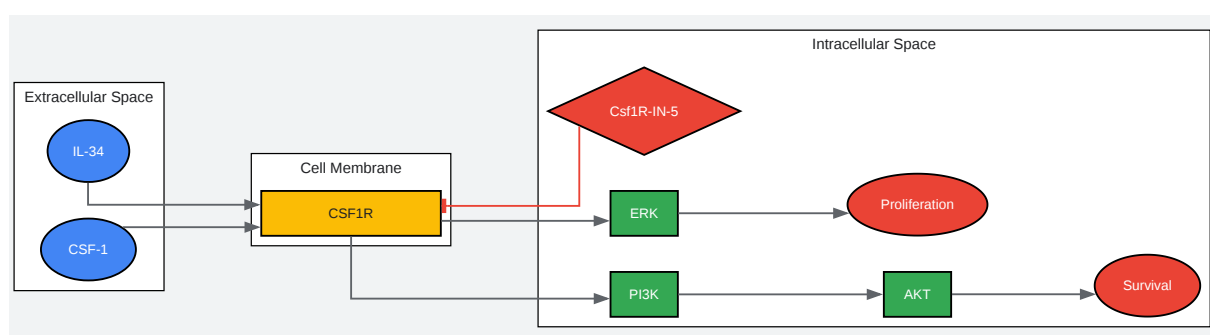 Extracellular Space
IL-34
CSF-1
Cell Membrane
CSF1R
Intracellular Space
Csf1R-IN-5
ERK
Proliferation
PI3K
AKT
Survival